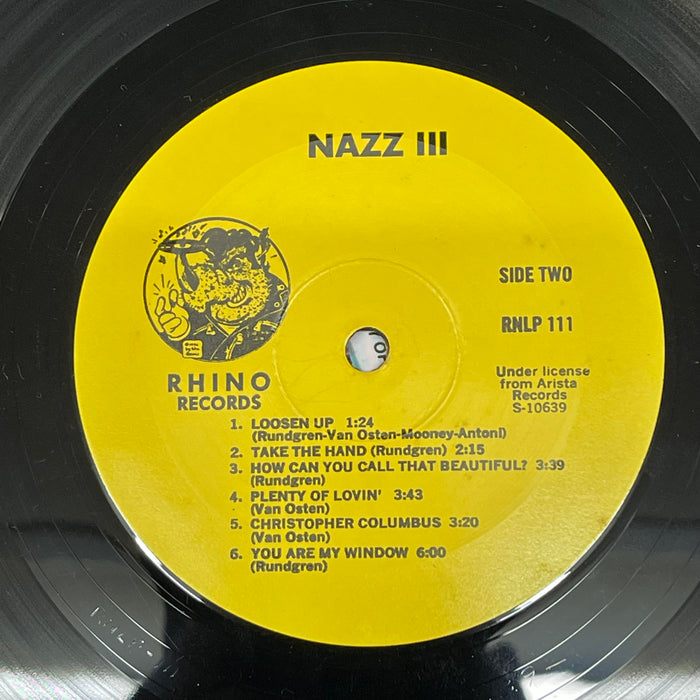 NAZZ III
SIDE TWO
RNLP 111
Under license
from Arista
Records
S-10639
RHINO
RECORDS
1. LOOSEN UP 1:24
(Rundgren-Van Osten-Mooney-Antoni)
2. TAKE THE HAND (Rundgren) 2:15
3. HOW CAN YOU CALL THAT BEAUTIFUL? 3:39
(Rundgren)
4. PLENTY OF LOVIN' 3:43
(Van Osten)
5. CHRISTOPHER COLUMBUS 3:20
(Van Osten)
6. YOU ARE MY WINDOW 6:00
(Rundgren)